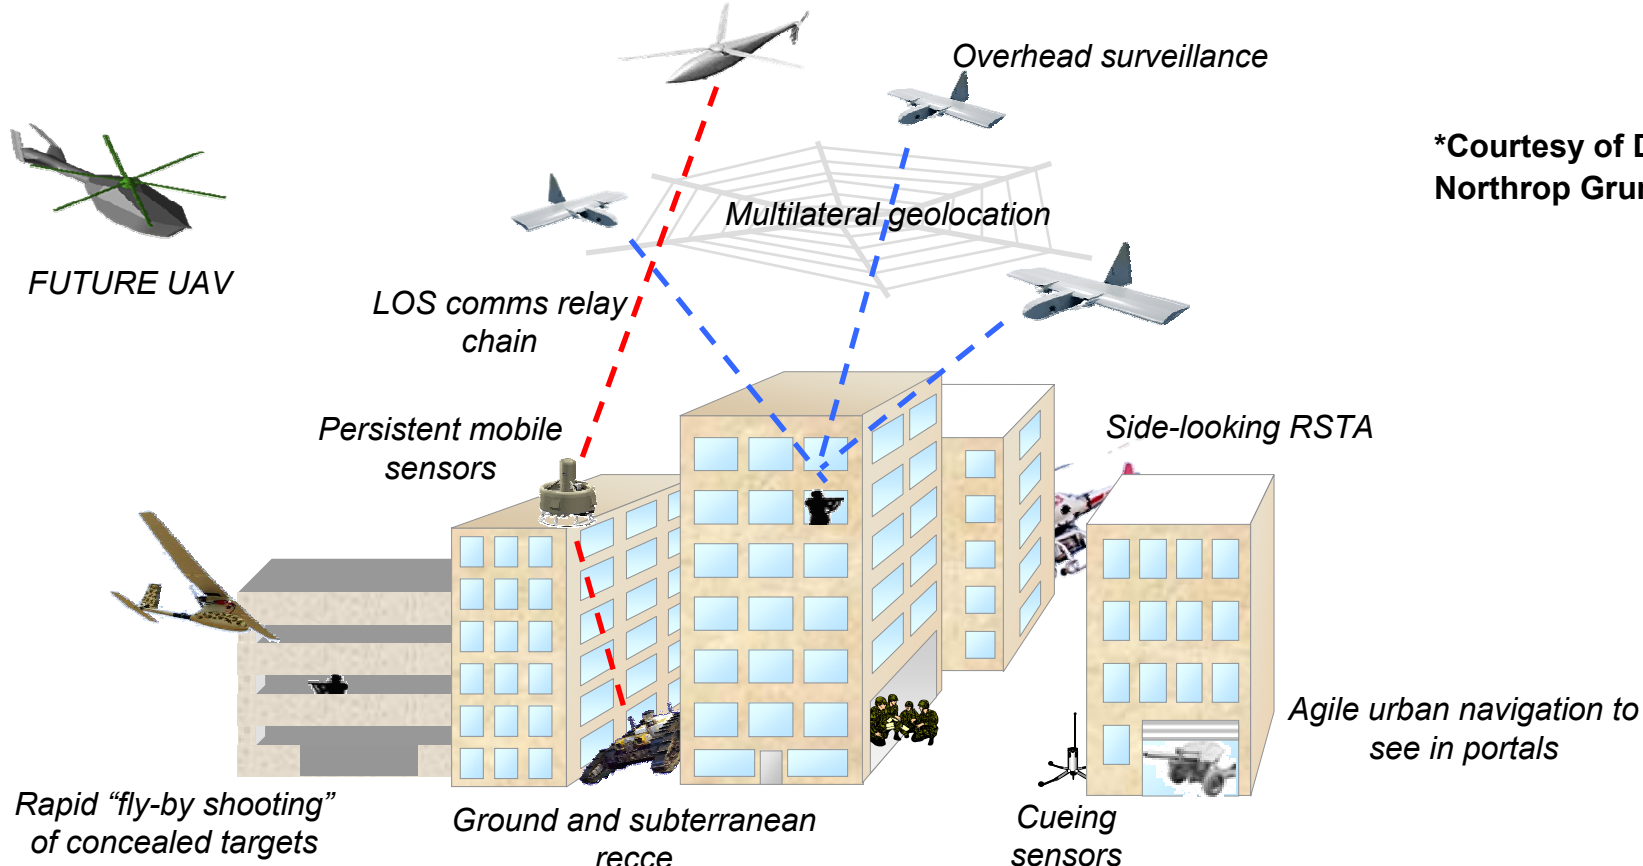 Overhead surveillance
*Courtesy of
Northrop
Multilateral geolocation
FUTURE UAV
LOS comms relay
chain
Persistent mobile
sensors
Side-looking RSTA
Agile urban navigation to
see in portals
Rapid “fly-by shooting”
of concealed targets
Ground and subterranean
recce
Cueing
sensors